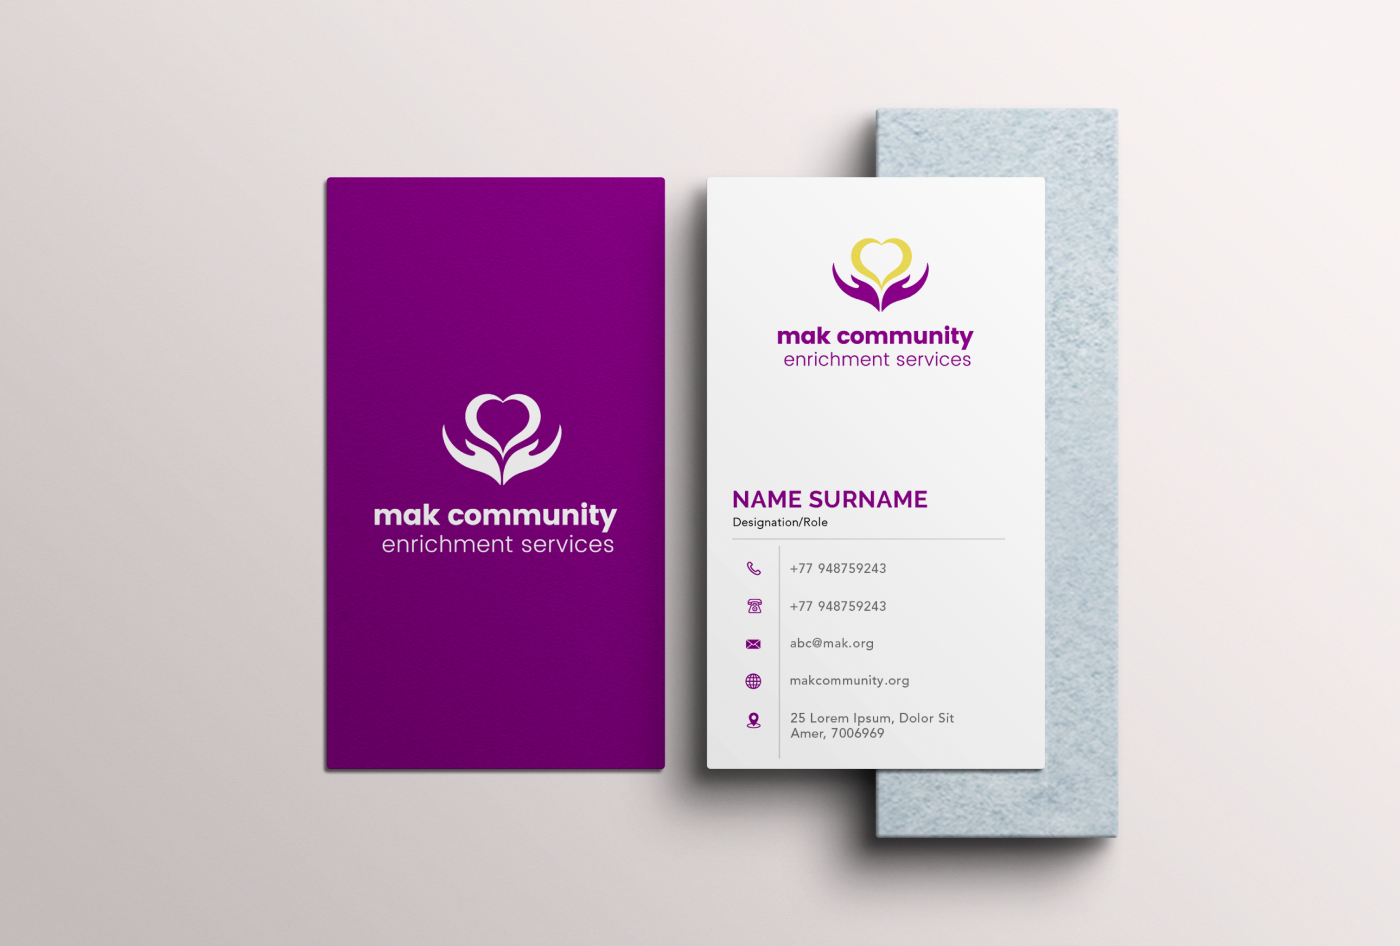 mak community
enrichment services
mak community
enrichment services
NAME SURNAME
Designation/Role
+77 948759243
+77 948759243
abc@mak.org
makcommunity.org
25 Lorem Ipsum, Dolor Sit
Amer, 7006969